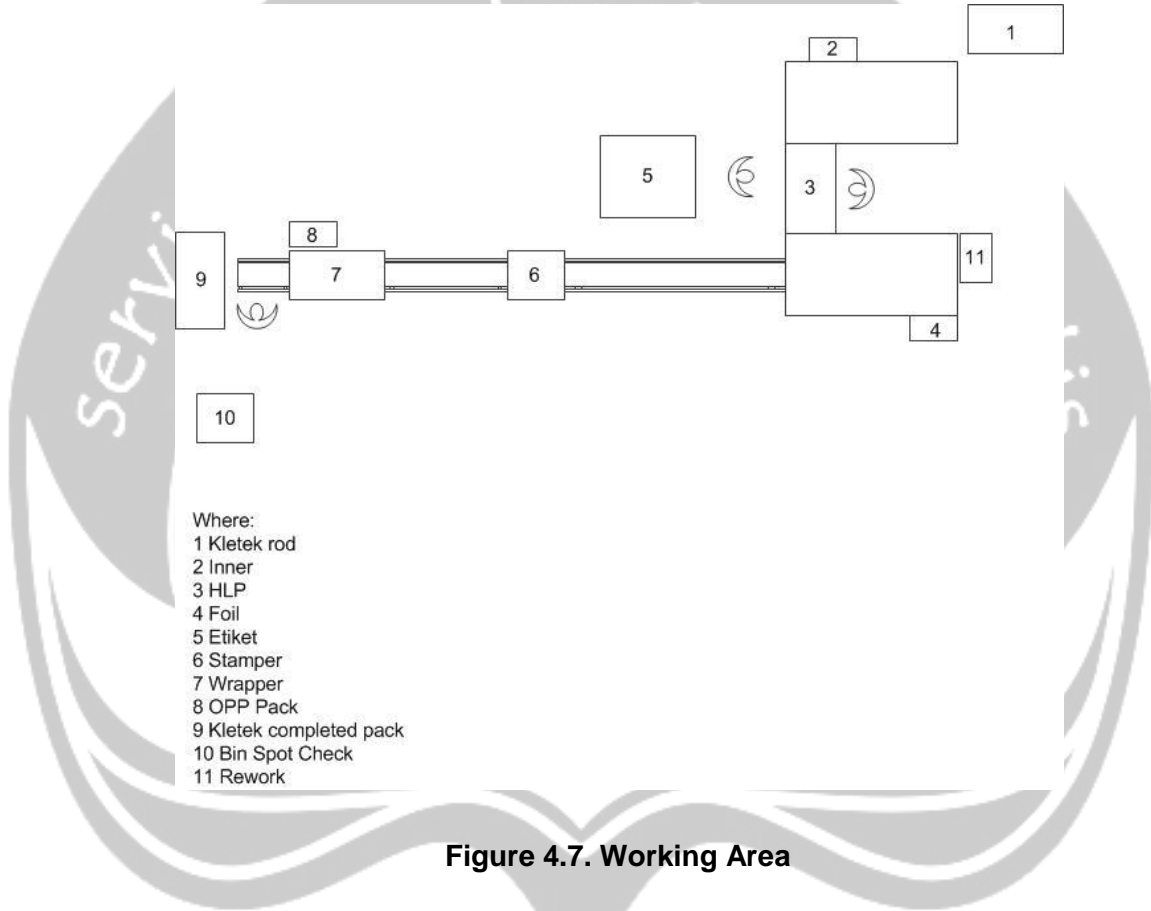 1
2
5
3
8
9
7
6
11
4
10
Where:
1 Kletek rod
2 Inner
3 HLP
4 Foil
5 Etiket
6 Stamper
7 Wrapper
8 OPP Pack
9 Kletek completed pack
10 Bin Spot Check
11 Rework
Figure 4.7. Working Area